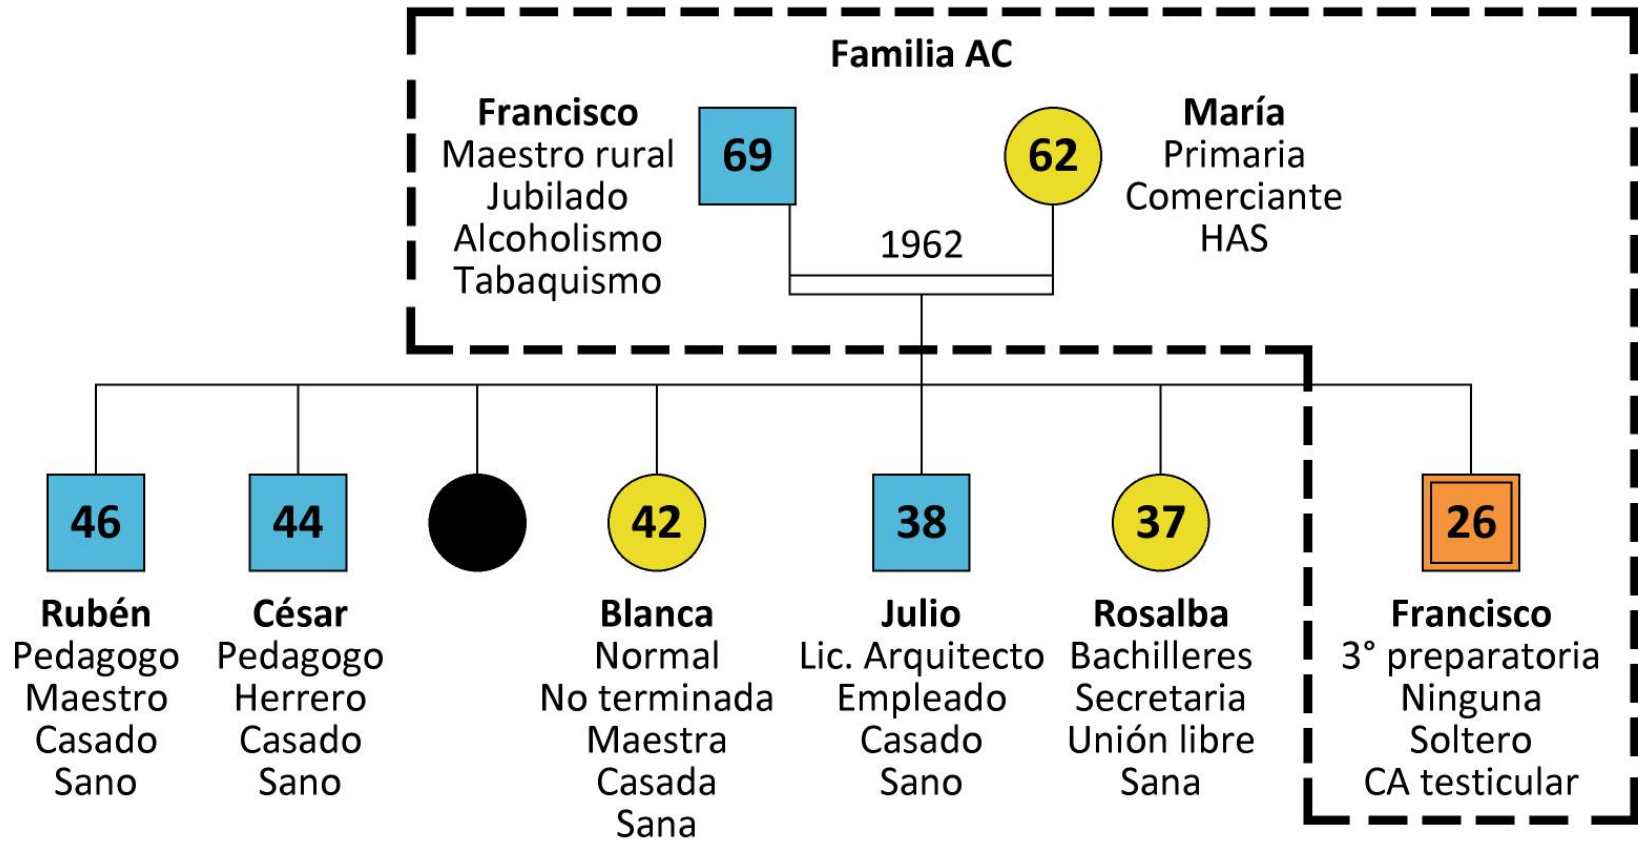 Familia AC
Francisco
Maestro rural
Jubilado
Alcoholismo
Tabaquismo
69
1962
62
María
Primaria
Comerciante
HAS
46
Rubén
Pedagogo
Maestro
Casado
Sano
44
César
Pedagogo
Herrero
Casado
Sano
42
Blanca
Normal
No terminada
Maestra
Casada
Sana
38
Julio
Lic. Arquitecto
Empleado
Casado
Sano
37
Rosalba
Bachilleres
Secretaria
Unión libre
Sana
26
Francisco
3° preparatoria
Ninguna
Soltero
CA testicular